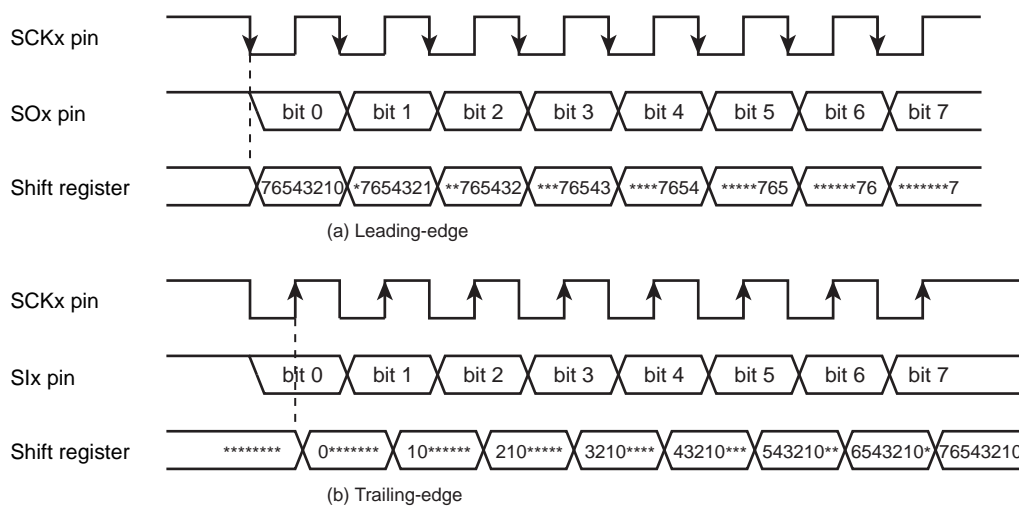 SCKx pin
SOx pin bit 0 bit 1 bit 2 bit 3 bit 4 bit 5 bit 6 bit 7
Shift register 76543210 *7654321 **765432 ***76543 ****7654 *****765 ******76 *******7
(a) Leading-edge
SCKx pin
SIx pin bit 0 bit 1 bit 2 bit 3 bit 4 bit 5 bit 6 bit 7
Shift register ******** 0******* 10****** 210***** 3210**** 43210*** 543210** 6543210* 76543210
(b) Trailing-edge